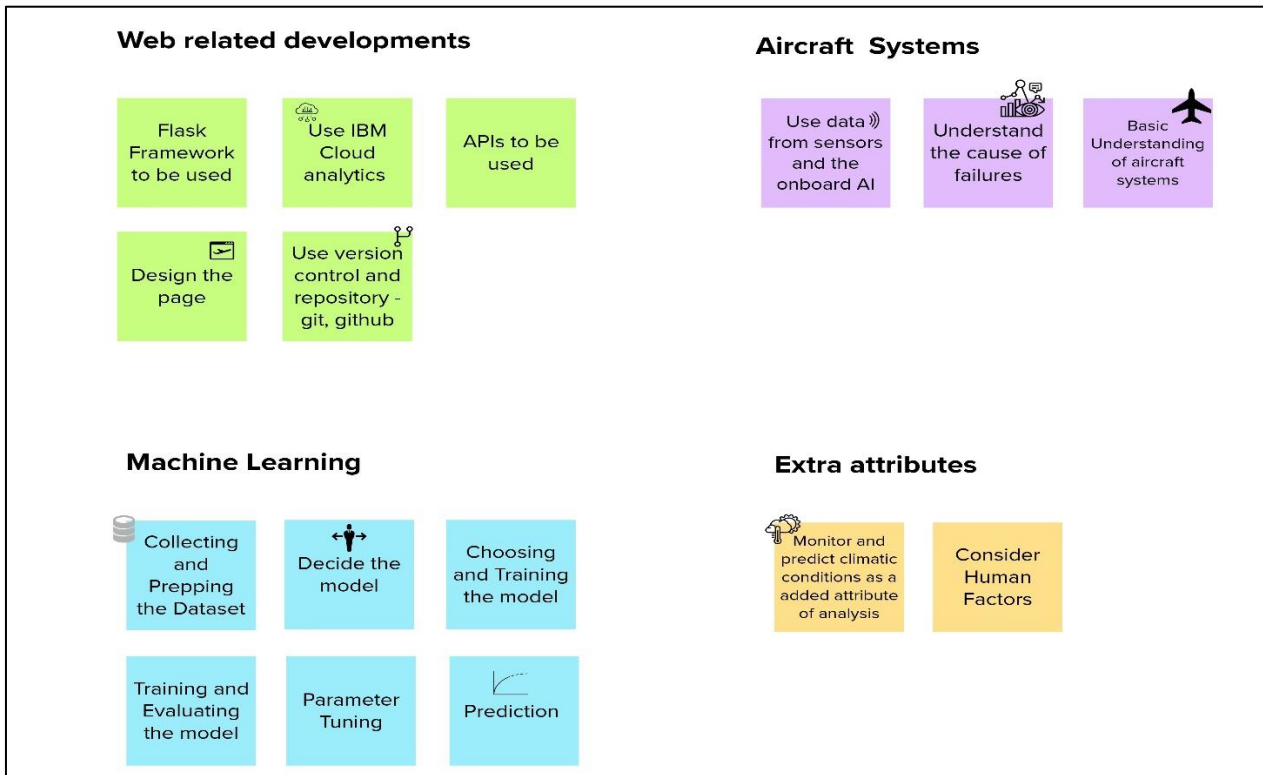 Web related developments
Flask
Framework
to be used
Use IBM
Cloud
analytics
APIs to be
used
Design the
page
Use version
control and
repository -
git, github
Aircraft Systems
Use data
from sensors
and the
onboard AI
Understand
the cause of
failures
Basic
Understanding
of aircraft
systems
Machine Learning
Collecting
and
Prepping
the Dataset
Decide the
model
Choosing
and Training
the model
Training and
Evaluating
the model
Parameter
Tuning
Prediction
Extra attributes
Monitor and
predict climatic
conditions as a
added attribute
of analysis
Consider
Human
Factors